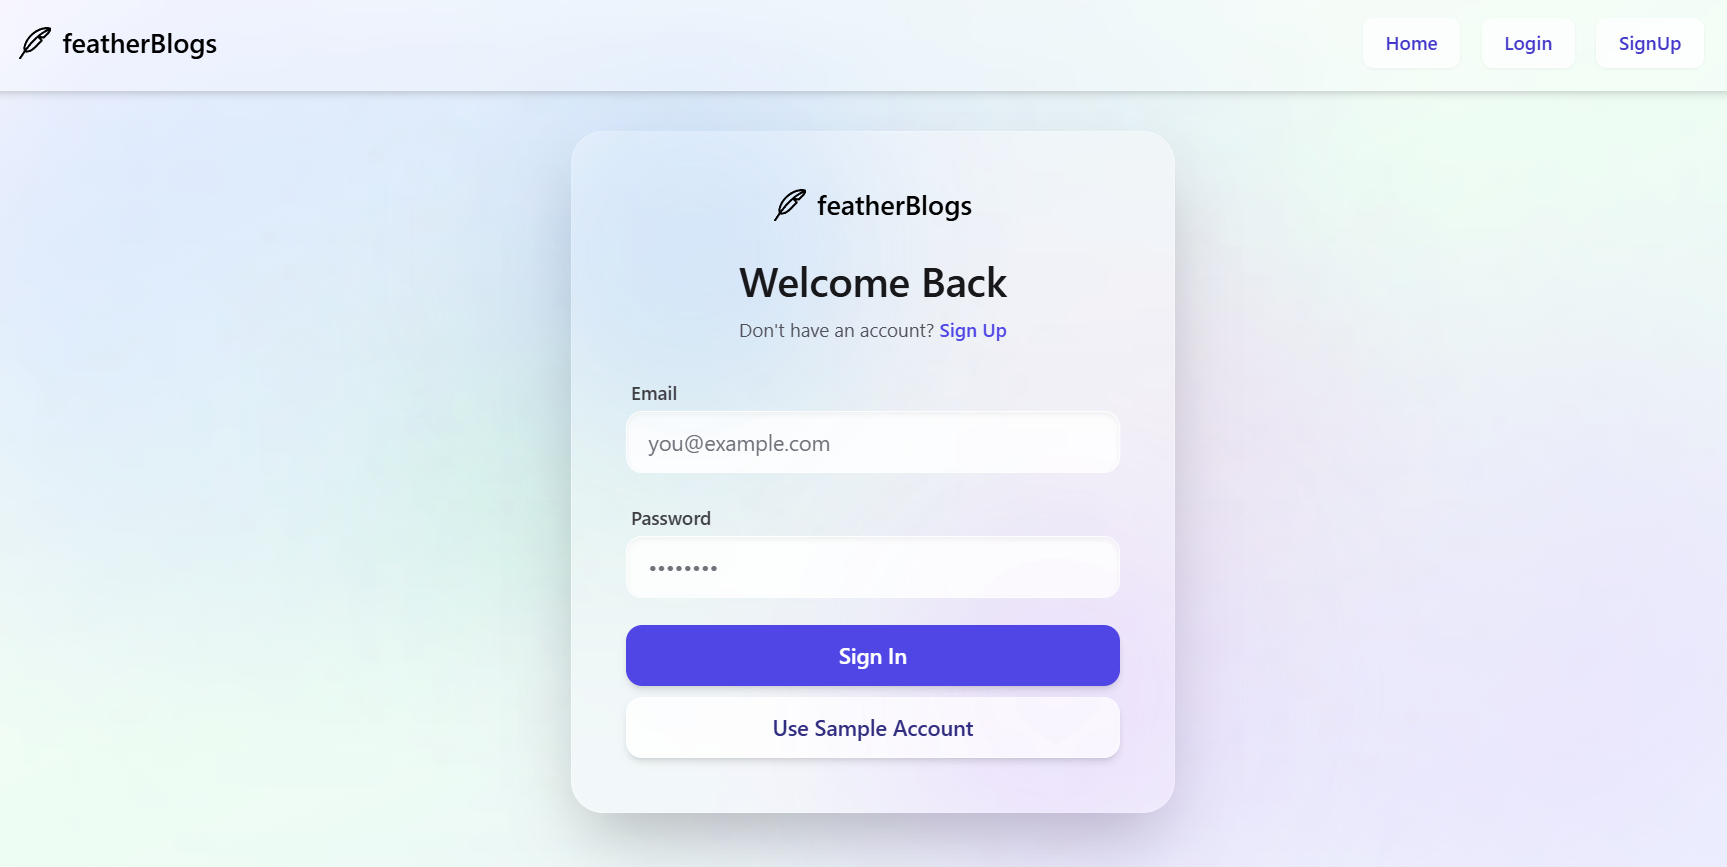 featherBlogs
Home
Login
SignUp
featherBlogs
Welcome Back
Don't have an account? Sign Up
Email
you@example.com
Password
••••••••
Sign In
Use Sample Account